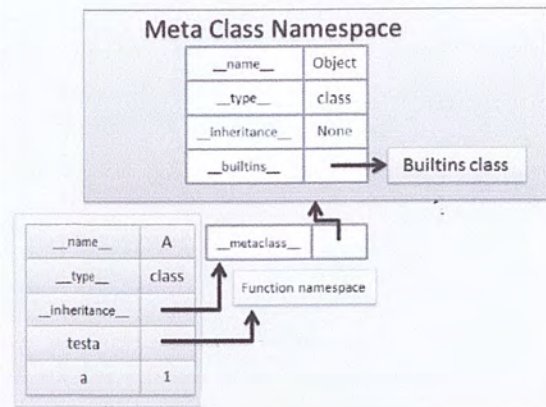 Meta Class Namespace
__name__ Object
__type__ class
__inheritance__ None
__builtins__
Builtins class
__metaclass__
__name__ A
__type__ class
__inheritance__
testa
a 1
Function namespace